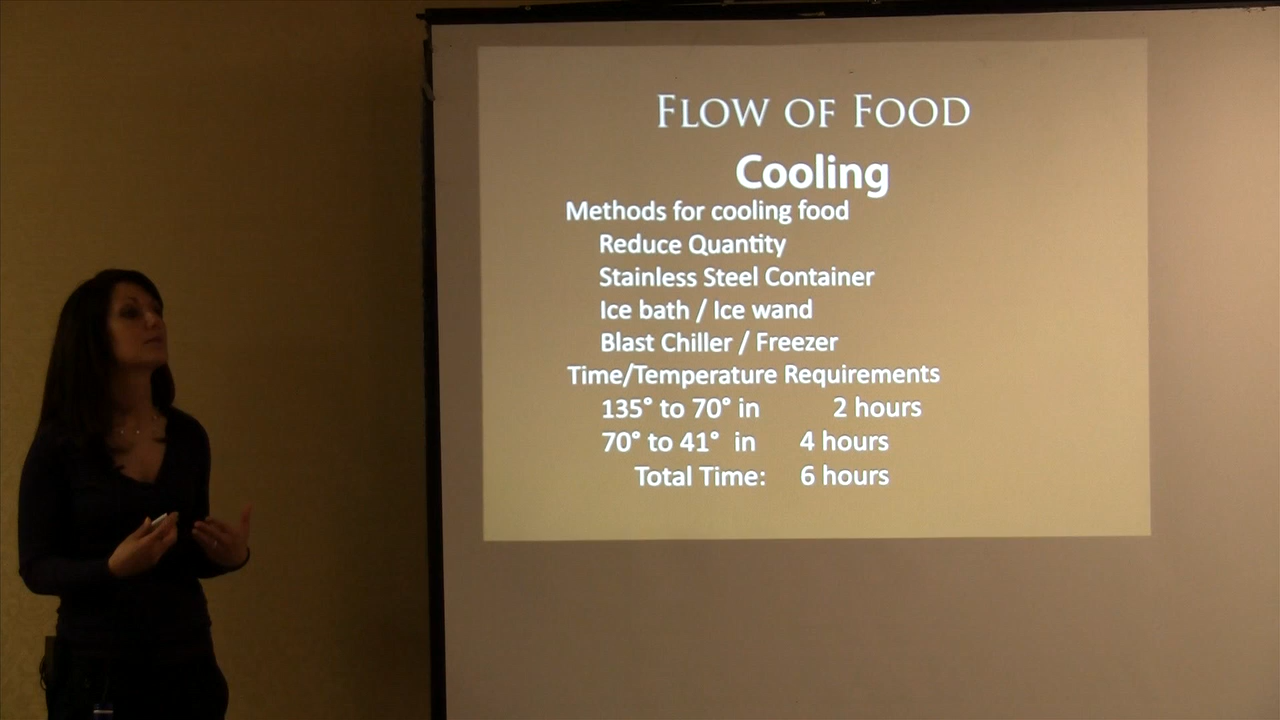 FLOW OF FOOD
Cooling
Methods for cooling food
Reduce Quantity
Stainless Steel Container
Ice bath / Ice wand
Blast Chiller / Freezer
Time/Temperature Requirements
135° to 70° in 2 hours
70° to 41° in 4 hours
Total Time: 6 hours